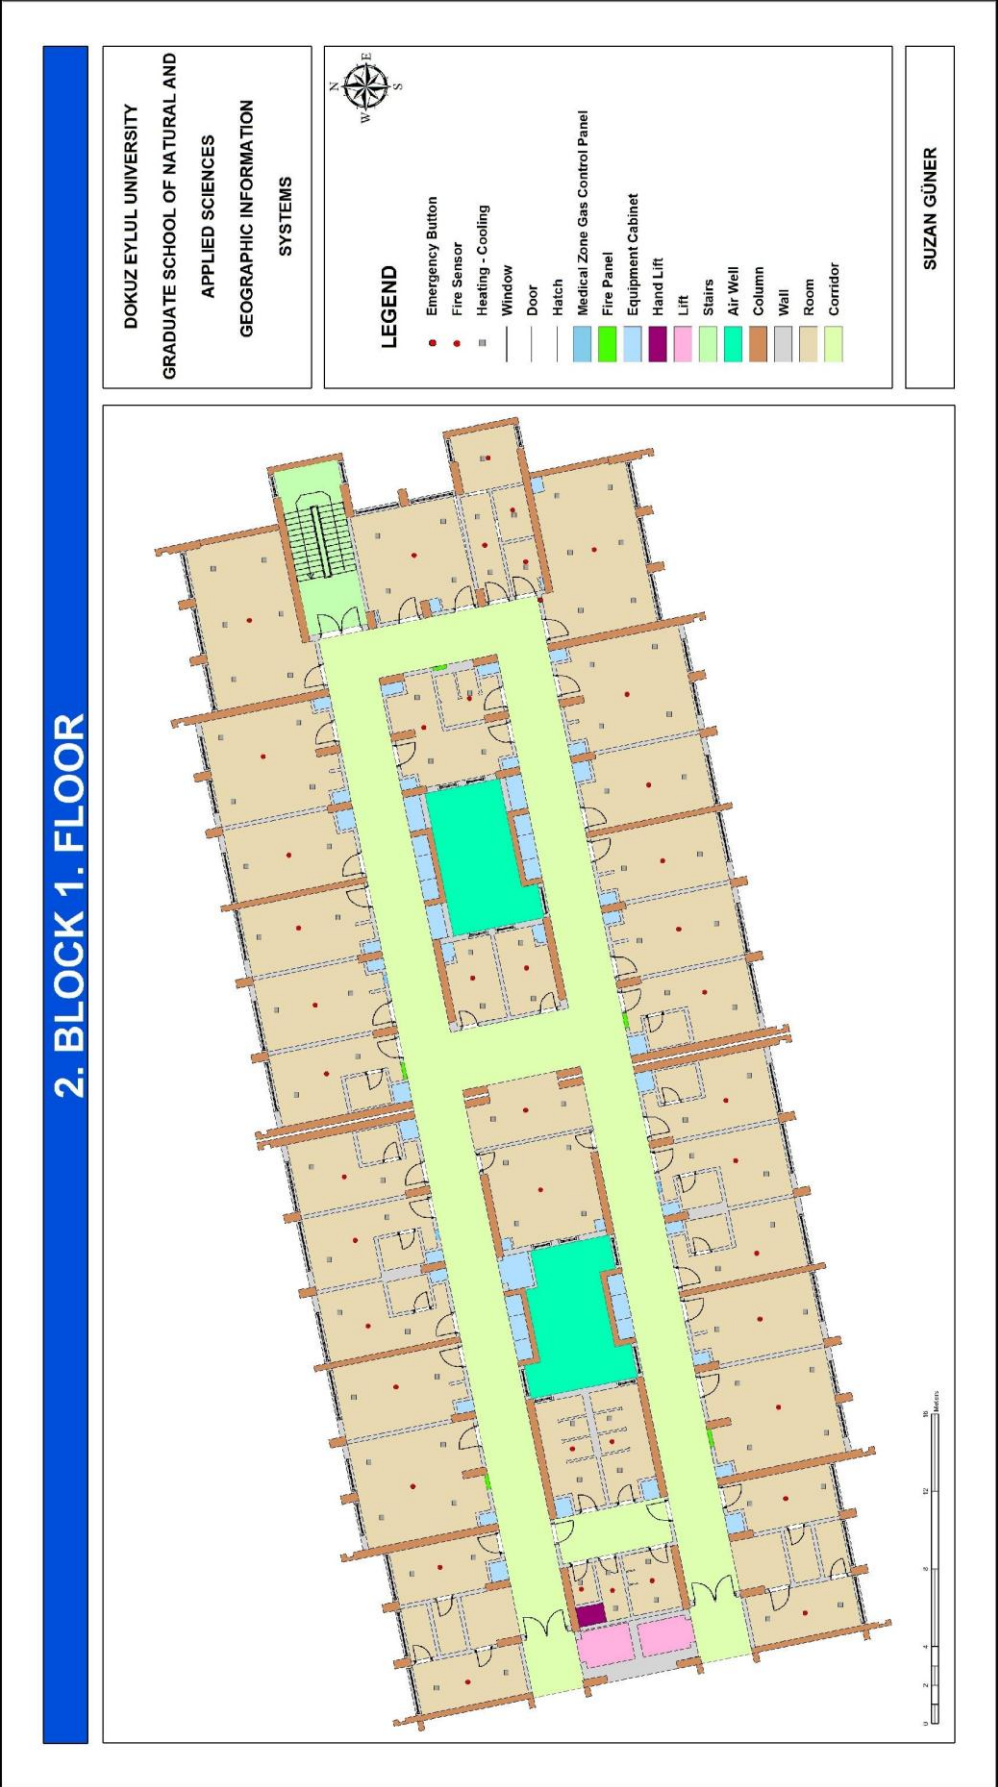 2. BLOCK 1. FLOOR
DOKUZ EYLUL UNIVERSITY
GRADUATE SCHOOL OF NATURAL AND
APPLIED SCIENCES
GEOGRAPHIC INFORMATION
SYSTEMS
N
E
S
W
LEGEND
Emergency Button
Fire Sensor
Heating - Cooling
Window
Door
Hatch
Medical Zone Gas Control Panel
Fire Panel
Equipment Cabinet
Hand Lift
Lift
Stairs
Air Well
Column
Wall
Room
Corridor
SUZAN GÜNER
0 2 4 8 12 16
Meters